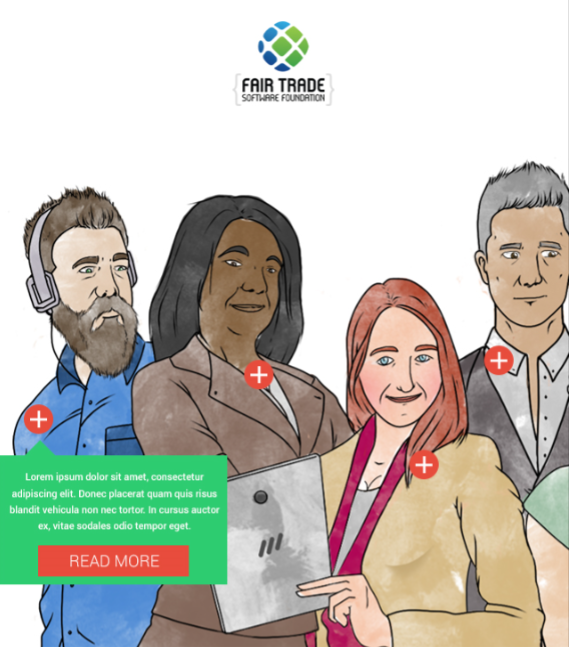 FAIR TRADE
SOFTWARE FOUNDATION
Lorem ipsum dolor sit amet, consectetur
adipiscing elit. Donec placerat quam quis risus
blandit vehicula non nec tortor. In cursus auctor
ex, vitae sodales odio tempor eget.
READ MORE